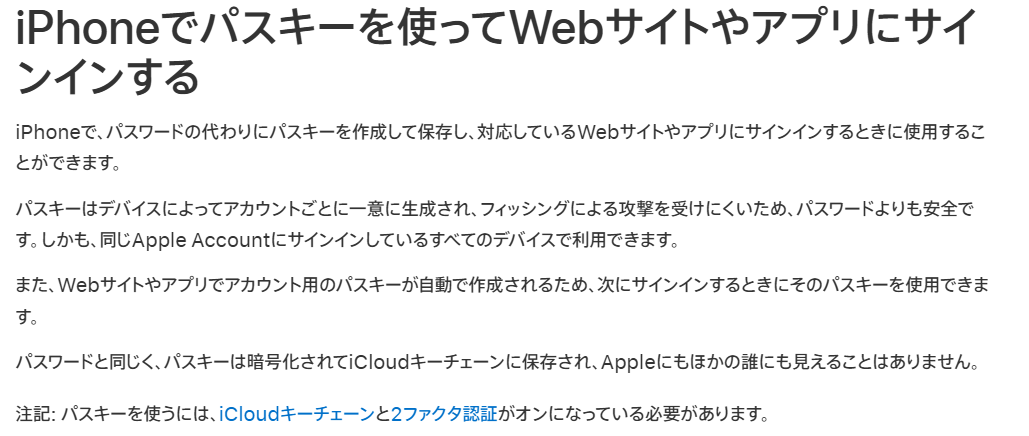 iPhoneでパスキーを使ってWebサイトやアプリにサイ
ンインする
iPhoneで、パスワードの代わりにパスキーを作成して保存し、対応しているWebサイトやアプリにサインインするときに使用するこ
とができます。
パスキーはデバイスによってアカウントごとに一意に生成され、フィッシングによる攻撃を受けにくいため、パスワードよりも安全で
す。しかも、同じApple Accountにサインインしているすべてのデバイスで利用できます。
また、Webサイトやアプリでアカウント用のパスキーが自動で作成されるため、次にサインインするときにそのパスキーを使用できま
す。
パスワードと同じく、パスキーは暗号化されてiCloudキーチェーンに保存され、Appleにもほかの誰にも見えることはありません。
注記: パスキーを使うには、iCloudキーチェーンと2ファクタ認証がオンになっている必要があります。